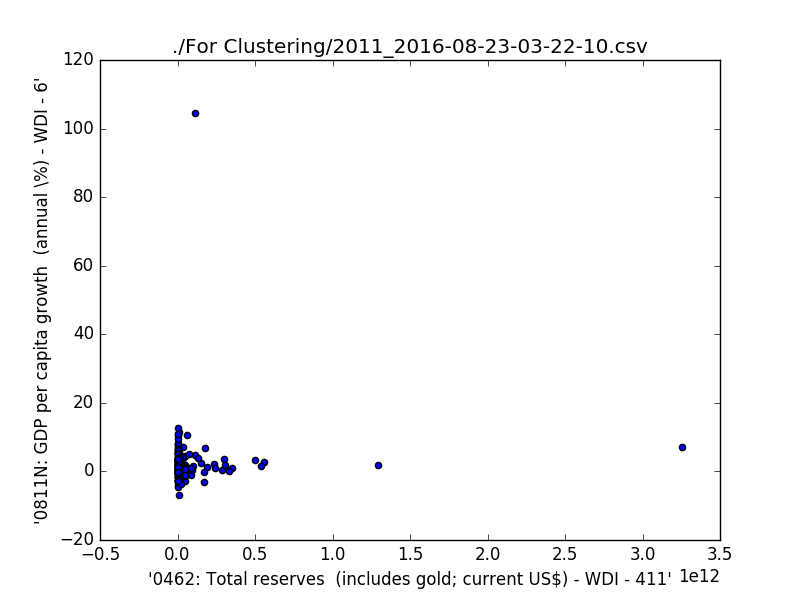 ./For Clustering/2011_2016-08-23-03-22-10.csv
120
100
80
60
40
20
0
−20
'0811N: GDP per capita growth  (annual \%) - WDI - 6'
−0.5 0.0 0.5 1.0 1.5 2.0 2.5 3.0 3.5
1e12
'0462: Total reserves  (includes gold; current US$) - WDI - 411'